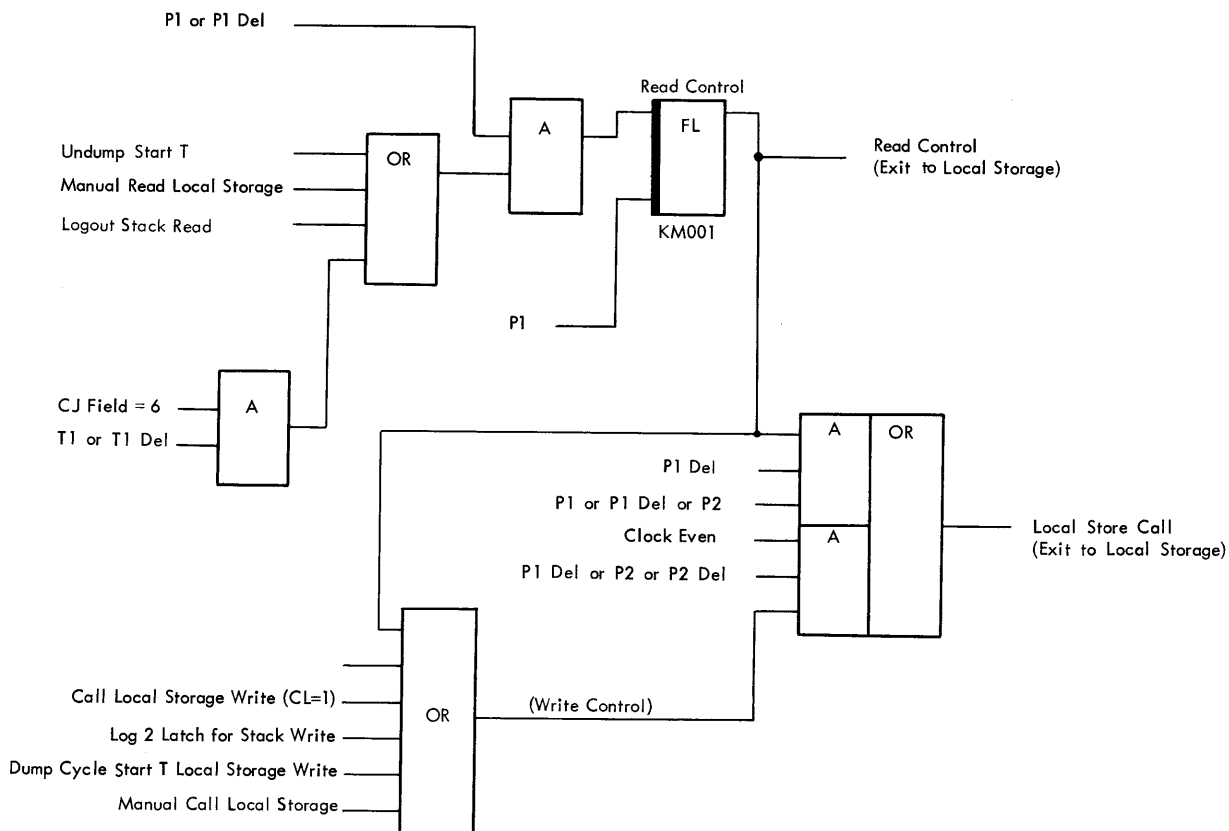 P1 or P1 Del
Read Control
A
FL
Undump Start T
OR
Manual Read Local Storage
Logout Stack Read
KM001
Read Control
(Exit to Local Storage)
P1
CJ Field = 6
A
T1 or T1 Del
A
OR
P1 Del
P1 or P1 Del or P2
Clock Even
A
P1 Del or P2 or P2 Del
Local Store Call
(Exit to Local Storage)
Call Local Storage Write (CL=1)
OR
(Write Control)
Log 2 Latch for Stack Write
Dump Cycle Start T Local Storage Write
Manual Call Local Storage